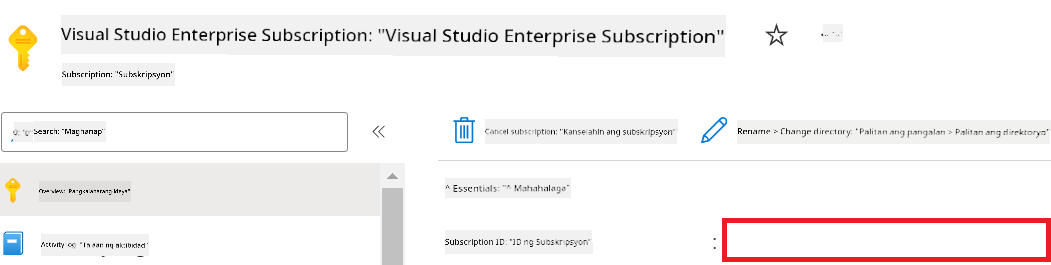 Visual Studio Enterprise Subscription: "Visual Studio Enterprise Subscription"
Subscription: "Subskripsyon"
Search: "Maghanap"
«
Cancel subscription: "Kanselahin ang subskripsyon"
Rename > Change directory: "Palitan ang pangalan > Palitan ang direktoryo"
Overview: "Pangkalahatang-ideya"
^ Essentials: "^ Mahahalaga"
Activity log: "Talaan ng aktibidad"
Subscription ID: "ID ng Subskripsyon"
: